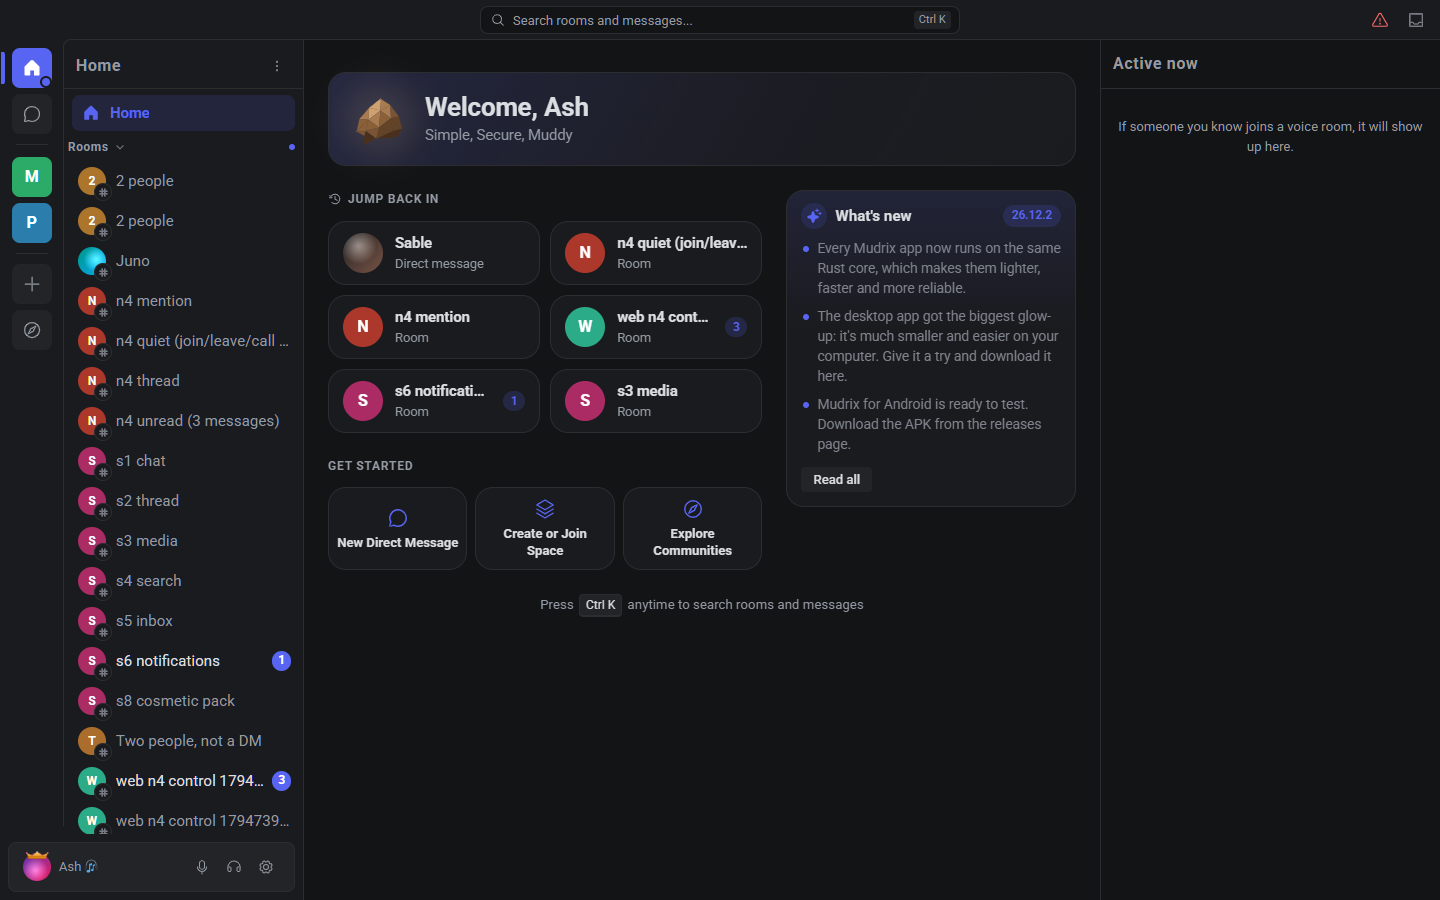 Search rooms and messages...
Ctrl K
Home
Home
M
P
Rooms
2 2 people
2 2 people
Juno
N n4 mention
N n4 quiet (join/leave/call ...
N n4 thread
N n4 unread (3 messages)
S s1 chat
S s2 thread
S s3 media
S s4 search
S s5 inbox
S s6 notifications 1
S s8 cosmetic pack
T Two people, not a DM
W web n4 control 1794... 3
W web n4 control 1794739...
Ash
Welcome, Ash
Simple, Secure, Muddy
JUMP BACK IN
Sable
Direct message
N n4 quiet (join/leav...
Room
N n4 mention
Room
W web n4 cont... 3
Room
S s6 notificati... 1
Room
S s3 media
Room
GET STARTED
New Direct Message
Create or Join
Space
Explore
Communities
Press Ctrl K anytime to search rooms and messages
What's new 26.12.2
Every Mudrix app now runs on the same
Rust core, which makes them lighter,
faster and more reliable.
The desktop app got the biggest glow-
up: it's much smaller and easier on your
computer. Give it a try and download it
here.
Mudrix for Android is ready to test.
Download the APK from the releases
page.
Read all
Active now
If someone you know joins a voice room, it will show
up here.